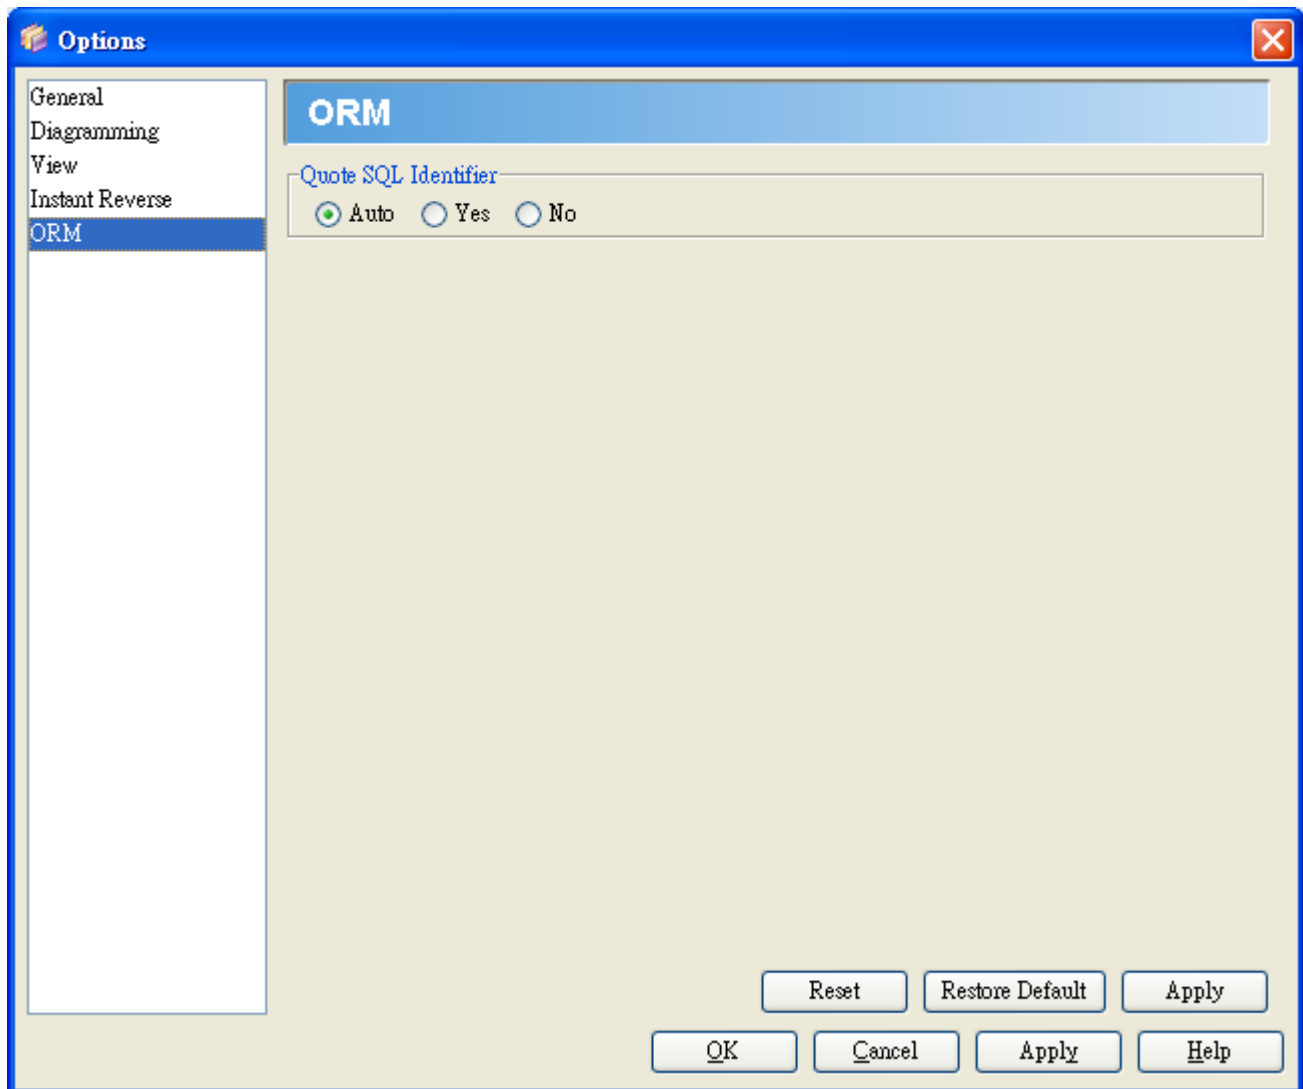 Options
General
Diagramming
View
Instant Reverse
ORM
ORM
Quote SQL Identifier
Auto Yes No
Reset Restore Default Apply
OK Cancel Apply Help